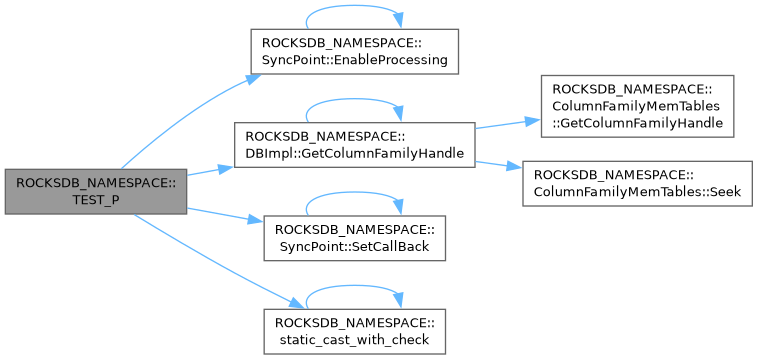 ROCKSDB_NAMESPACE::
TEST_P
ROCKSDB_NAMESPACE::
SyncPoint::EnableProcessing
ROCKSDB_NAMESPACE::
DBImpl::GetColumnFamilyHandle
ROCKSDB_NAMESPACE::
ColumnFamilyMemTables
::GetColumnFamilyHandle
ROCKSDB_NAMESPACE::
ColumnFamilyMemTables::Seek
ROCKSDB_NAMESPACE::
SyncPoint::SetCallBack
ROCKSDB_NAMESPACE::
static_cast_with_check